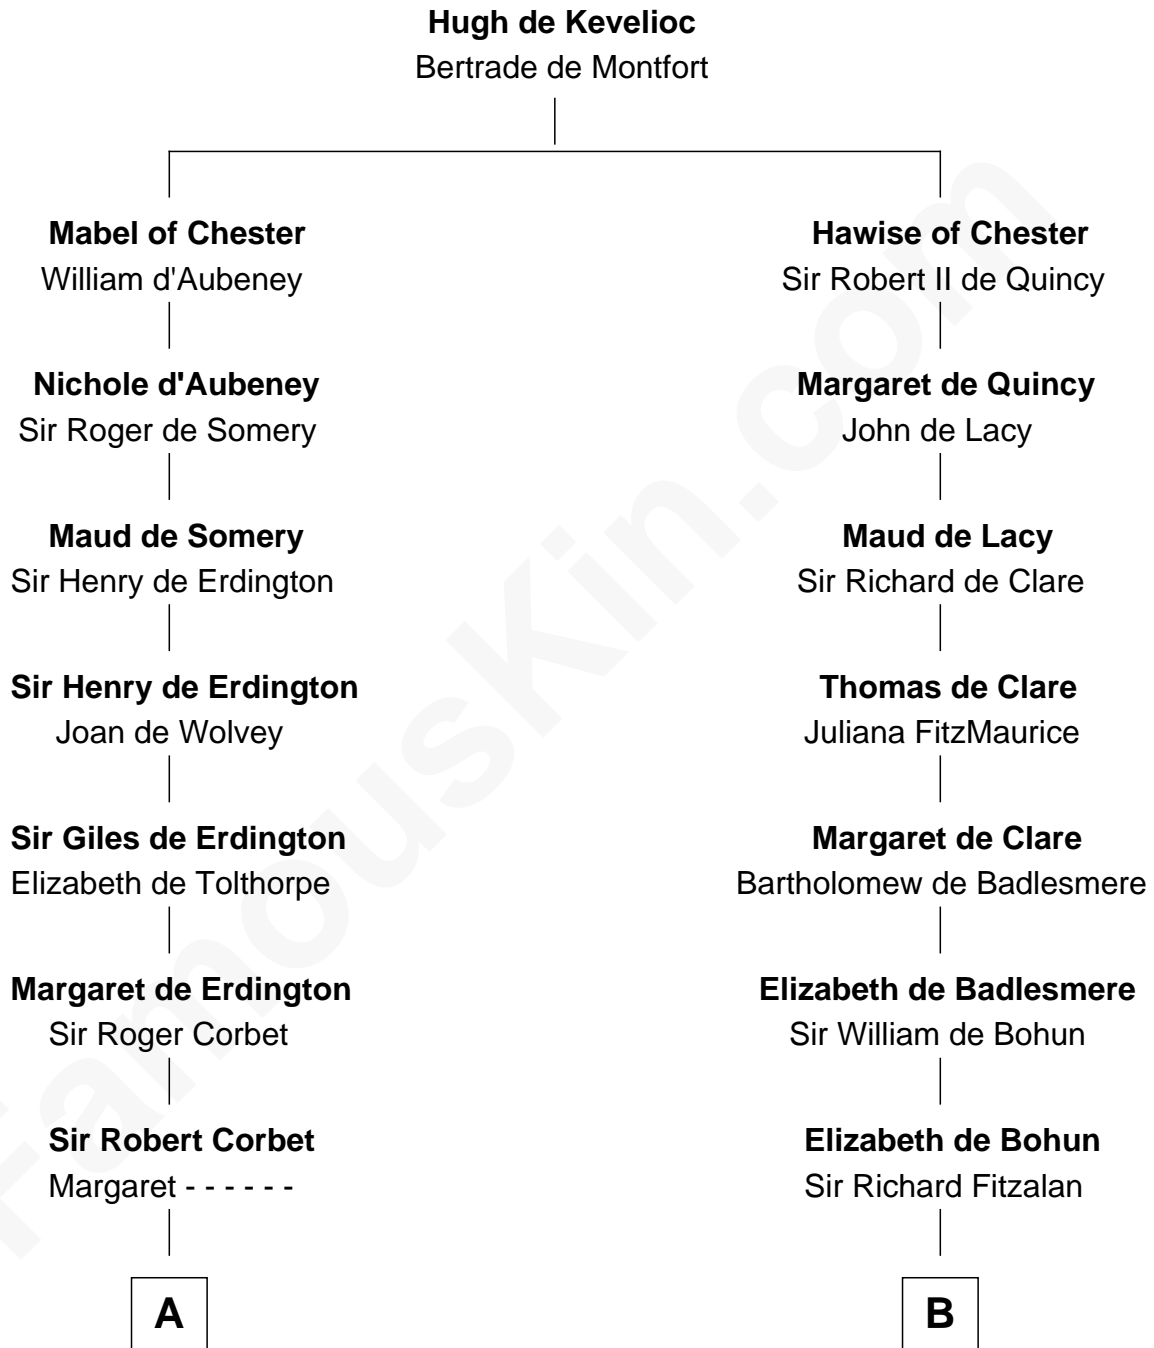 Hugh de Kevelioc
Bertrade de Montfort
Mabel of Chester
William d'Aubeney
Hawise of Chester
Sir Robert II de Quincy
Nichole d'Aubeney
Sir Roger de Somery
Margaret de Quincy
John de Lacy
Maud de Somery
Sir Henry de Erdington
Maud de Lacy
Sir Richard de Clare
Sir Henry de Erdington
Joan de Wolvey
Thomas de Clare
Juliana FitzMaurice
Sir Giles de Erdington
Elizabeth de Tolthorpe
Margaret de Clare
Bartholomew de Badlesmere
Margaret de Erdington
Sir Roger Corbet
Elizabeth de Badlesmere
Sir William de Bohun
Sir Robert Corbet
Margaret - - - - - -
Elizabeth de Bohun
Sir Richard Fitzalan
A
B
FamousKin.com